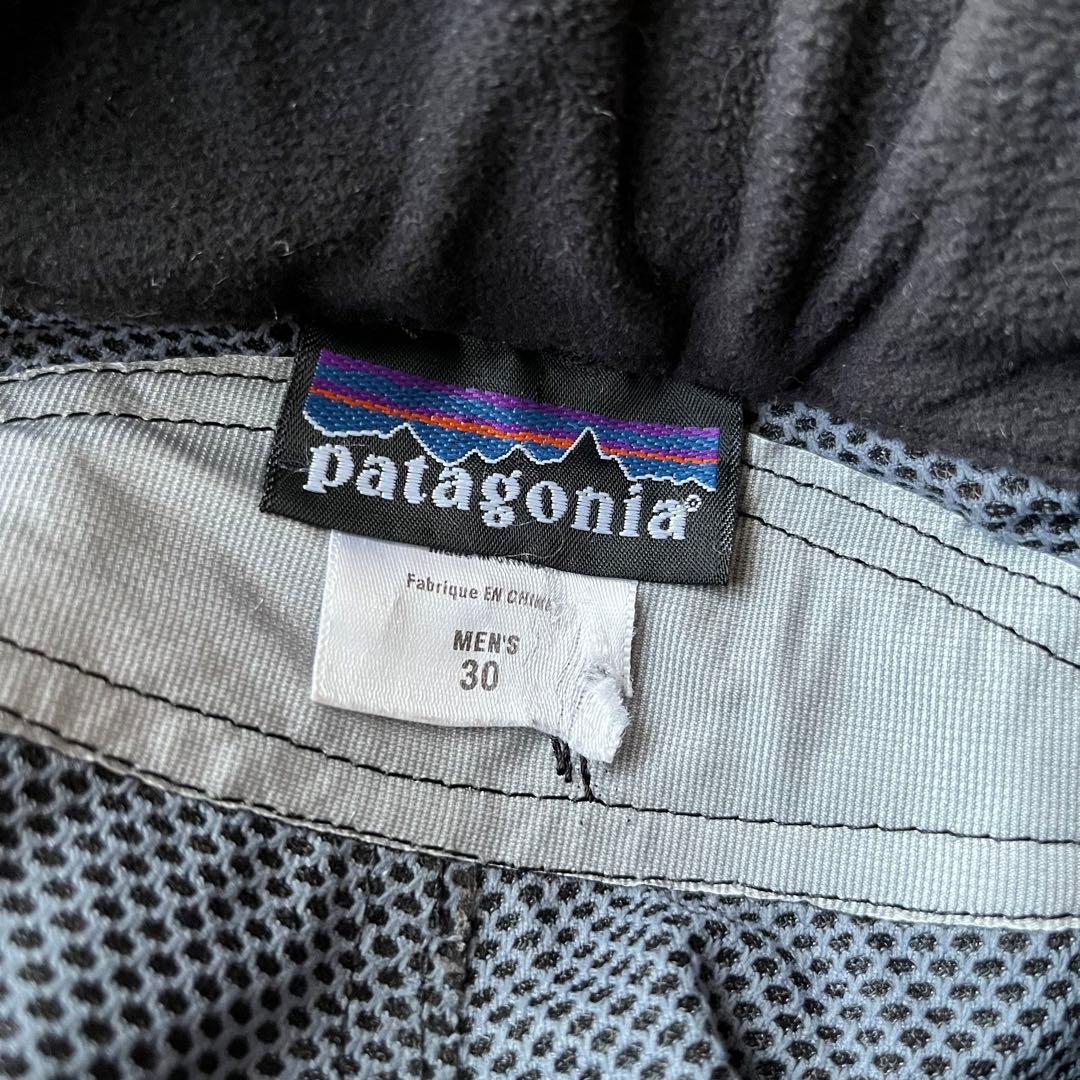 patagonia®
Fabrique EN CHINE
MEN'S
30